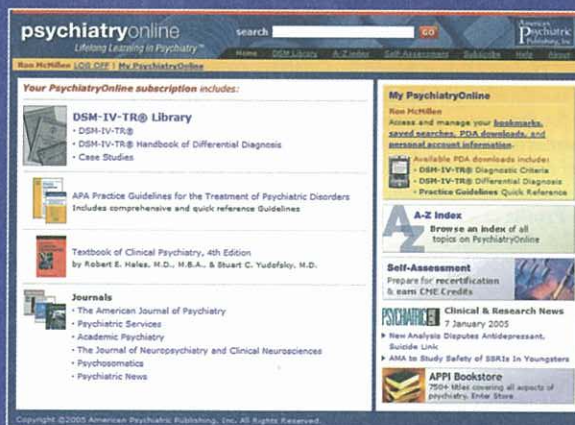 psychiatryonline
Lifelong Learning in Psychiatry™
search GO
American
Psychiatric
Publishing, Inc.
Home DSM Library A-Z Index Self-Assessment Subscribe Help About
Ron McMillen LOG OFF | My PsychiatryOnline
Your PsychiatryOnline subscription includes:
DSM-IV-TR® Library
• DSM-IV-TR®
• DSM-IV-TR® Handbook of Differential Diagnosis
• Case Studies
APA Practice Guidelines for the Treatment of Psychiatric Disorders
Includes comprehensive and quick reference Guidelines
Textbook of Clinical Psychiatry, 4th Edition
by Robert E. Hales, M.D., M.B.A., & Stuart C. Yudofsky, M.D.
Journals
• The American Journal of Psychiatry
• Psychiatric Services
• Academic Psychiatry
• The Journal of Neuropsychiatry and Clinical Neurosciences
• Psychosomatics
• Psychiatric News
My PsychiatryOnline
Ron McMillen
Access and manage your bookmarks,
saved searches, PDA downloads, and
personal account information.
Available PDA downloads include:
• DSM-IV-TR® Diagnostic Criteria
• DSM-IV-TR® Differential Diagnosis
• Practice Guidelines Quick Reference
A-Z
A-Z Index
Browse an index of all
topics on PsychiatryOnline
Self-Assessment
Prepare for recertification
& earn CME Credits
PSYCHIATRIC
Clinical & Research News
7 January 2005
New Analysis Disputes Antidepressant,
Suicide Link
AMA to Study Safety of SSRIs In Youngsters
APPI Bookstore
750+ titles covering all aspects of
psychiatry. Enter Store
Copyright ©2005 American Psychiatric Publishing, Inc. All Rights Reserved.